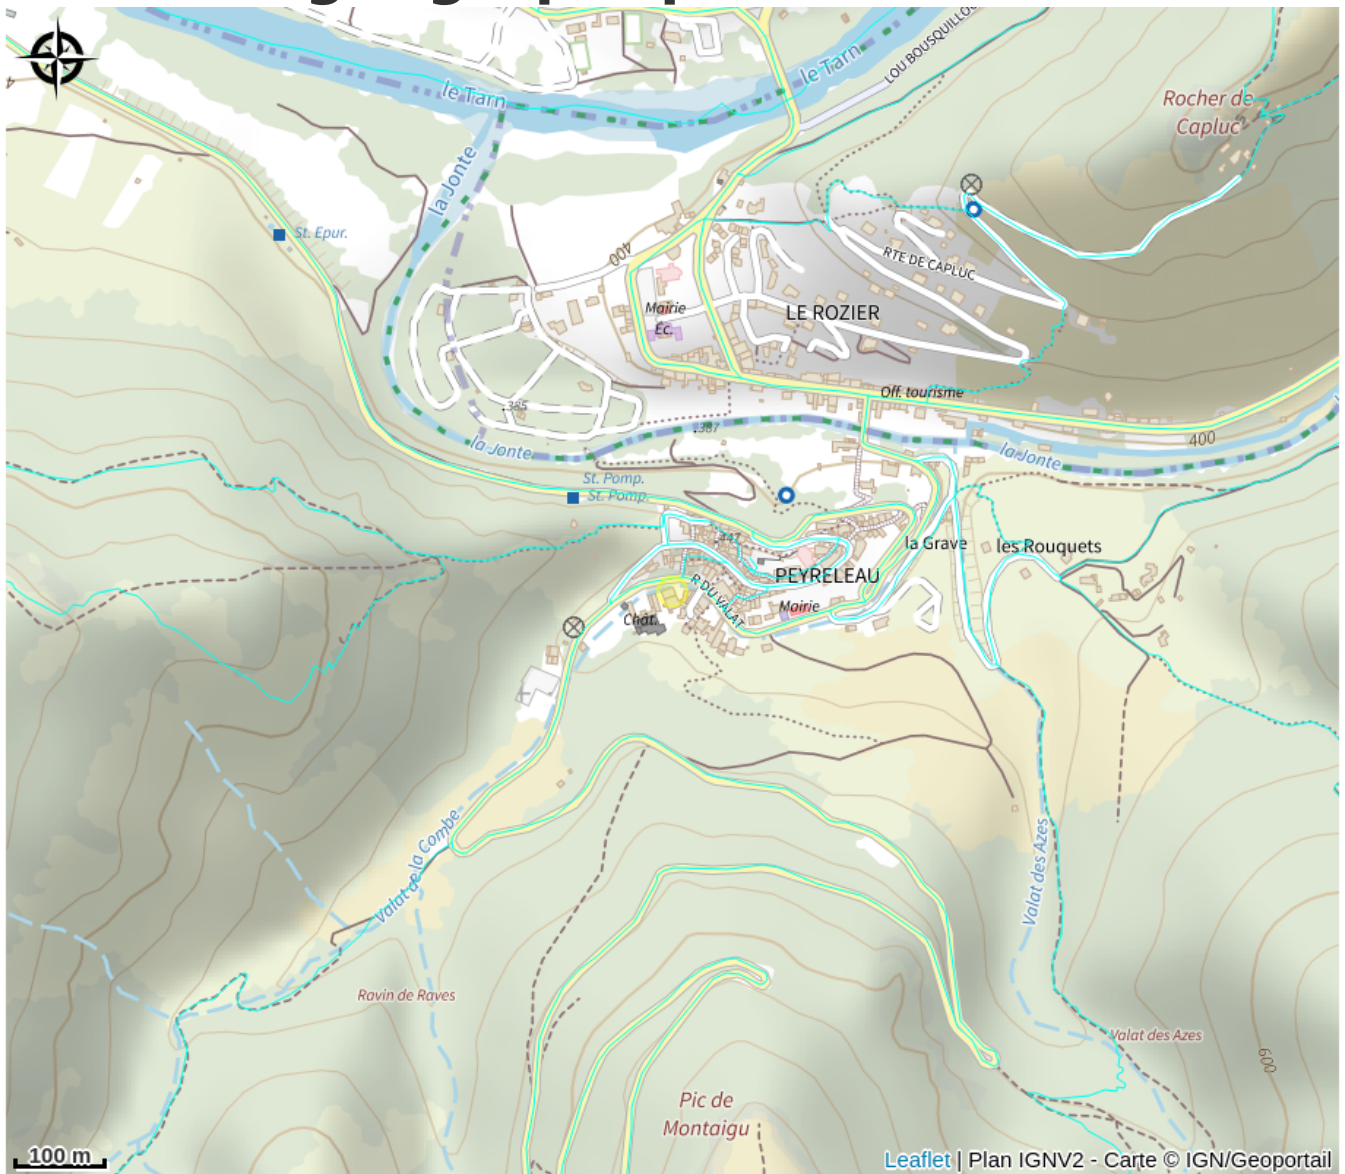 le Tarn
le Tarn
LOU BOUSQUILLOU
Rocher de
Capluc
la Jonte
St. Epur.
400
RTE DE CAPLUC
Mairie
Éc.
LE ROZIER
Off. tourisme
.385
.387
400
la Jonte
la Jonte
St. Pomp.
St. Pomp.
.447
la Grave
les Rouquets
PEYRELEAU
R DU VALAT
Mairie
Chât.
Valat de la Combe
Valat des Azes
Ravin de Raves
Valat des Azes
600
Pic de
Montaigu
100 m
Leaflet | Plan IGNV2 - Carte © IGN/Geoportail